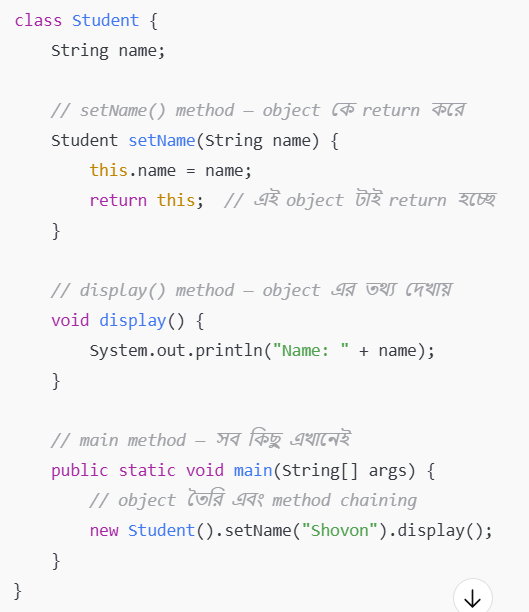 class Student {
    String name;

    // setName() method — object কে return করে
    Student setName(String name) {
        this.name = name;
        return this;  // এই object টাই return হচ্ছে
    }

    // display() method — object এর তথ্য দেখায়
    void display() {
        System.out.println("Name: " + name);
    }

    // main method — সব কিছু এখানেই
    public static void main(String[] args) {
        // object তৈরি এবং method chaining
        new Student().setName("Shovon").display();
    }
}